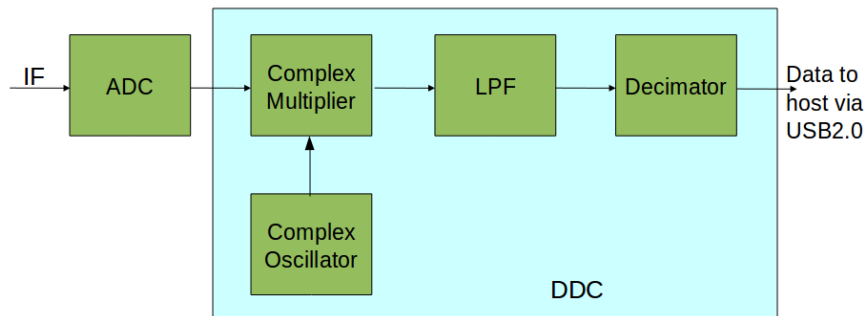 IF
ADC
Complex
Multiplier
LPF
Decimator
Data to
host via
USB2.0
Complex
Oscillator
DDC